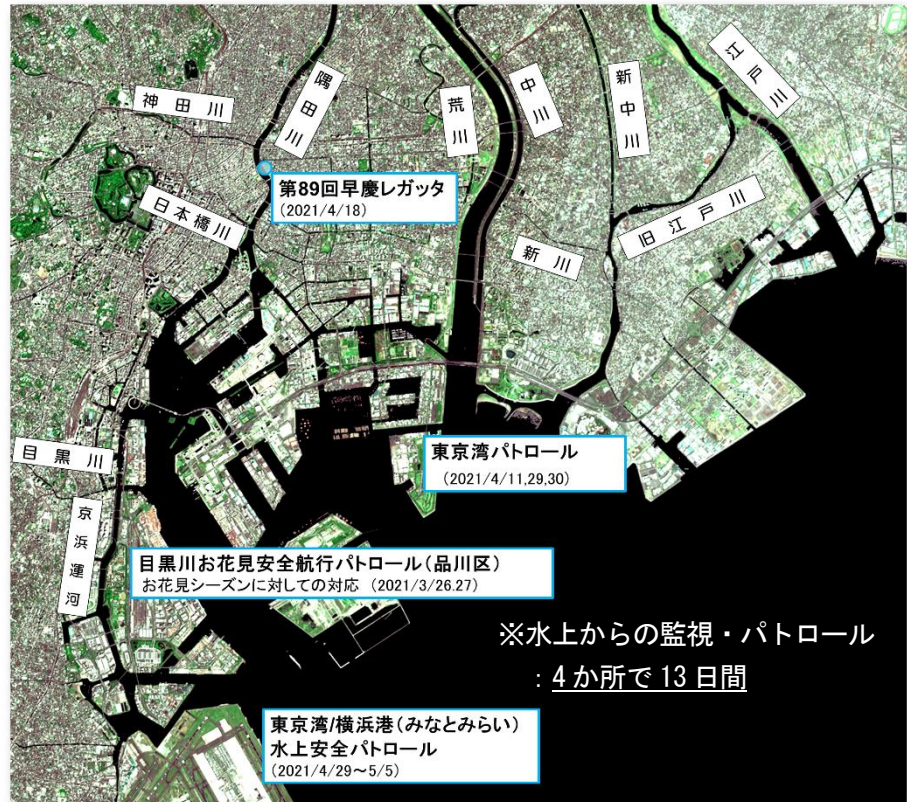 神田川
隅田川
荒川
中川
新中川
江戸川
第89回早慶レガッタ
(2021/4/18)
日本橋川
新川
旧江戸川
目黒川
東京湾パトロール
(2021/4/11,29,30)
京浜運河
目黒川お花見安全航行パトロール(品川区)
お花見シーズンに対しての対応 (2021/3/26.27)
※水上からの監視・パトロール
:4か所で13日間
東京湾/横浜港(みなとみらい)
水上安全パトロール
(2021/4/29~5/5)